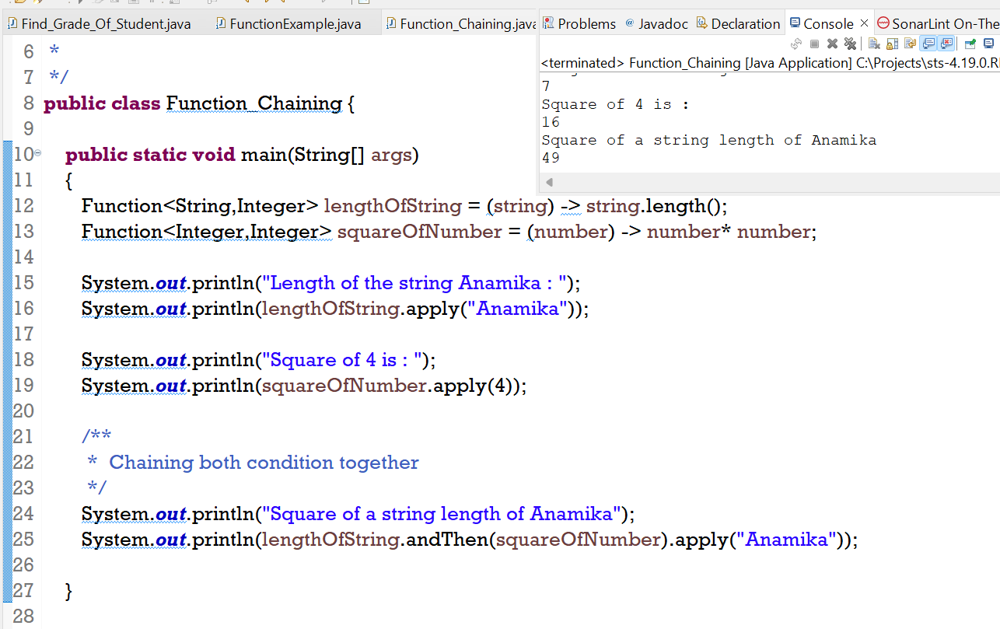 Find_Grade_Of_Student.java FunctionExample.java Function_Chaining.java
Problems @ Javadoc Declaration Console × SonarLint On-The
<terminated> Function_Chaining [Java Application] C:\Projects\sts-4.19.0.RE
7
Square of 4 is :
16
Square of a string length of Anamika
49
6 *
7 */
8 public class Function_Chaining {
9
10 public static void main(String[] args)
11 {
12 Function<String,Integer> lengthOfString = (string) -> string.length();
13 Function<Integer,Integer> squareOfNumber = (number) -> number* number;
14
15 System.out.println("Length of the string Anamika : ");
16 System.out.println(lengthOfString.apply("Anamika"));
17
18 System.out.println("Square of 4 is : ");
19 System.out.println(squareOfNumber.apply(4));
20
21 /**
22 * Chaining both condition together
23 */
24 System.out.println("Square of a string length of Anamika");
25 System.out.println(lengthOfString.andThen(squareOfNumber).apply("Anamika"));
26
27 }
28